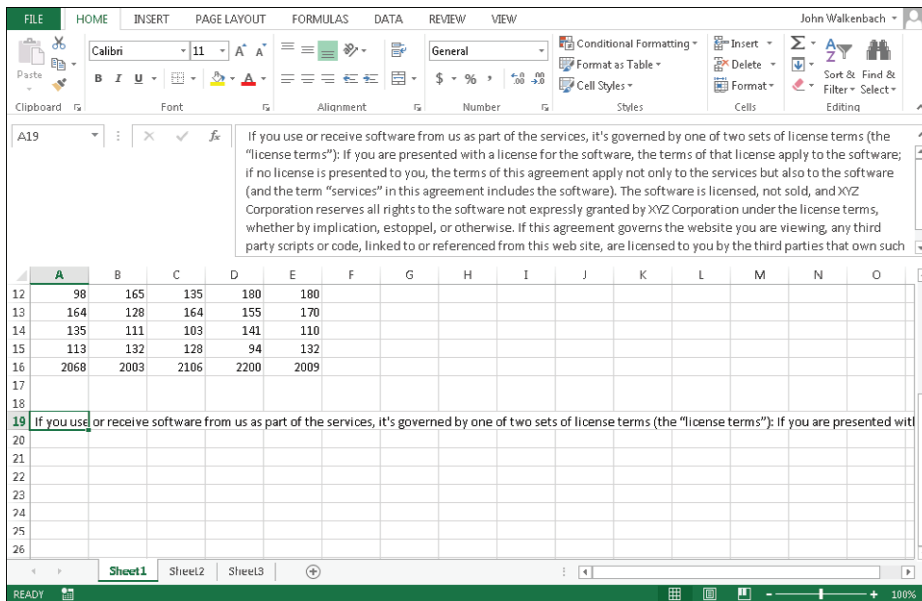 FILE HOME INSERT PAGE LAYOUT FORMULAS DATA REVIEW VIEW John Walkenbach
Calibri 11 A A General Conditional Formatting Insert Σ A Z
Paste B I U A $ % , .00 .0 Format as Table Delete Sort & Find &
Cell Styles Format Filter Select
Clipboard Font Alignment Number Styles Cells Editing
A19 fx If you use or receive software from us as part of the services, it's governed by one of two sets of license terms (the
“license terms”): If you are presented with a license for the software, the terms of that license apply to the software;
if no license is presented to you, the terms of this agreement apply not only to the services but also to the software
(and the term “services” in this agreement includes the software). The software is licensed, not sold, and XYZ
Corporation reserves all rights to the software not expressly granted by XYZ Corporation under the license terms,
whether by implication, estoppel, or otherwise. If this agreement governs the website you are viewing, any third
party scripts or code, linked to or referenced from this web site, are licensed to you by the third parties that own such
A B C D E F G H I J K L M N O
12 98 165 135 180 180
13 164 128 164 155 170
14 135 111 103 141 110
15 113 132 128 94 132
16 2068 2003 2106 2200 2009
17
18
19 If you use or receive software from us as part of the services, it's governed by one of two sets of license terms (the “license terms”): If you are presented with
20
21
22
23
24
25
26
Sheet1 Sheet2 Sheet3
READY 100%